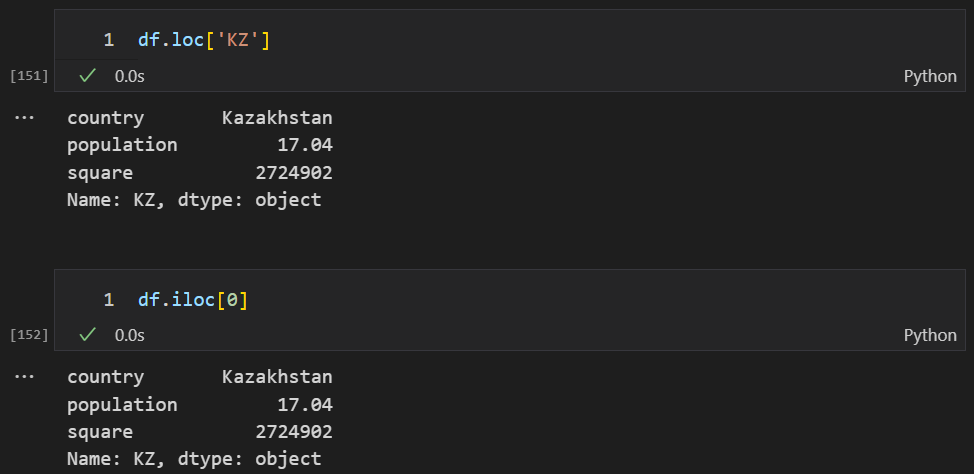 1 df.loc['KZ']
[151] ✓ 0.0s Python
... country Kazakhstan
population 17.04
square 2724902
Name: KZ, dtype: object
1 df.iloc[0]
[152] ✓ 0.0s Python
... country Kazakhstan
population 17.04
square 2724902
Name: KZ, dtype: object